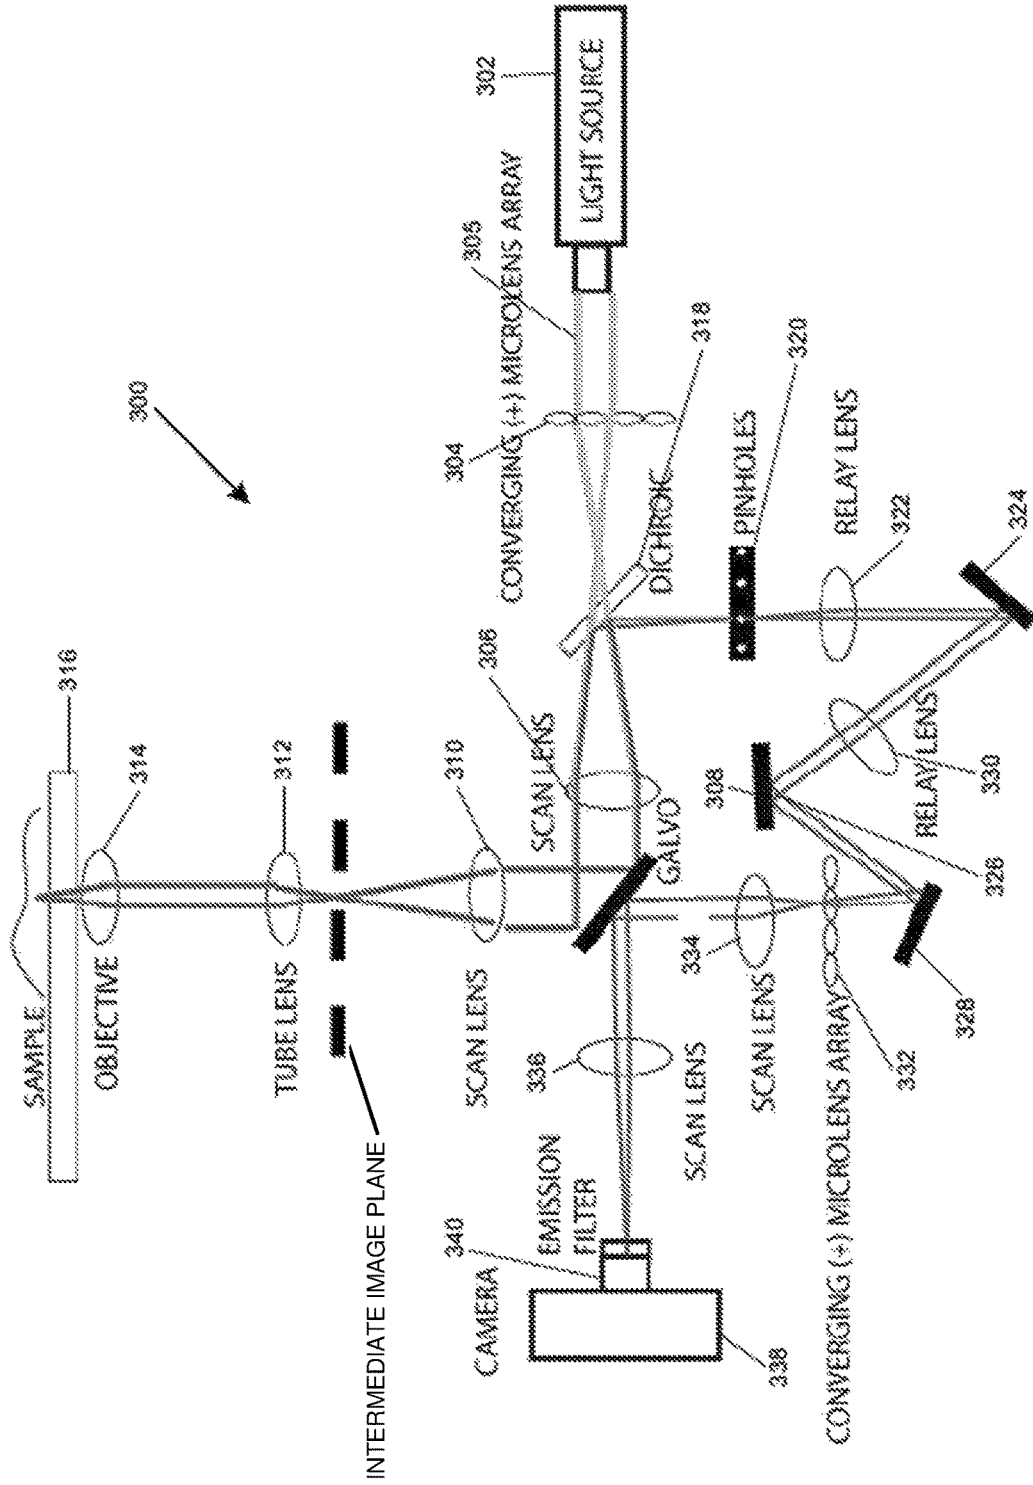 300
SAMPLE
316
OBJECTIVE
314
TUBE LENS
312
INTERMEDIATE IMAGE PLANE
SCAN LENS
310
SCAN LENS
306
CONVERGING (+) MICROLENS ARRAY
304
305
302
LIGHT SOURCE
DICHROIC
318
GALVO
CAMERA
340
EMISSION
FILTER
336
SCAN LENS
338
334
SCAN LENS
308
PINHOLES
320
RELAY LENS
322
324
RELAY LENS
330
326
328
332
CONVERGING (+) MICROLENS ARRAY